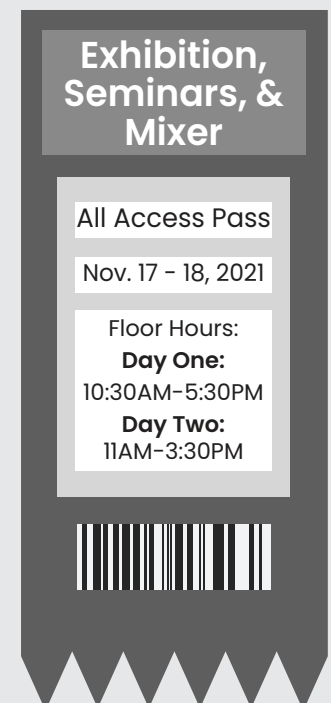 Exhibition,
Seminars, &
Mixer
All Access Pass
Nov. 17 - 18, 2021
Floor Hours:
Day One:
10:30AM-5:30PM
Day Two:
11AM-3:30PM